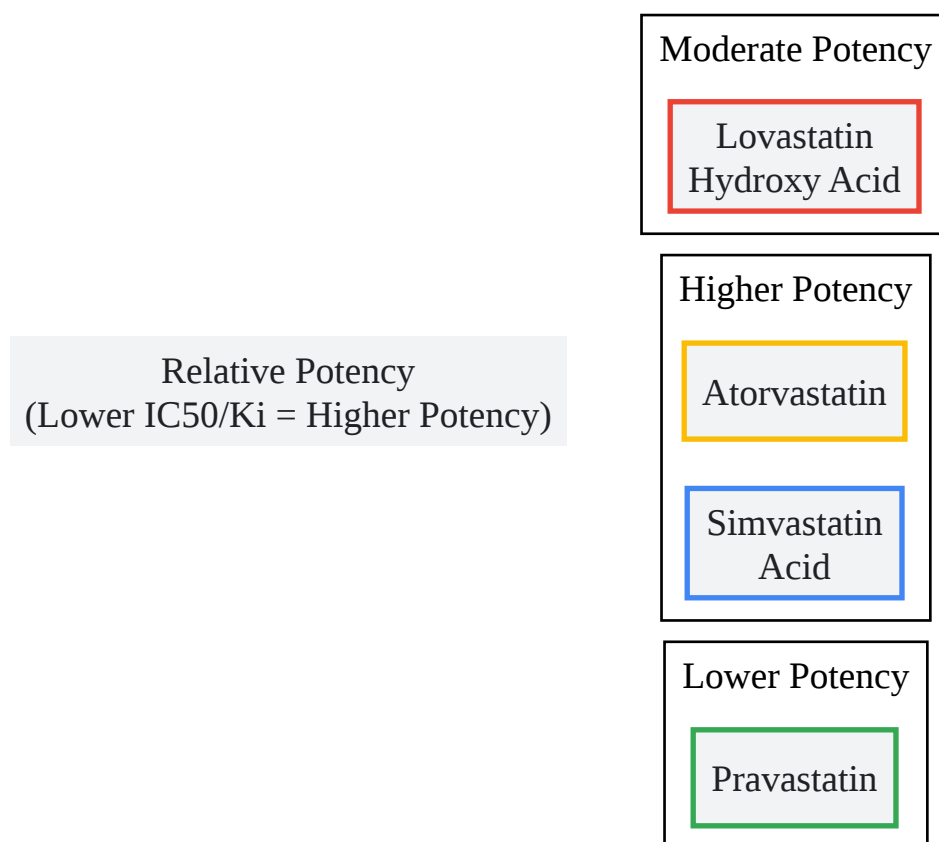 Moderate Potency
Lovastatin
Hydroxy Acid
Higher Potency
Relative Potency
(Lower IC50/Ki = Higher Potency)
Atorvastatin
Simvastatin
Acid
Lower Potency
Pravastatin